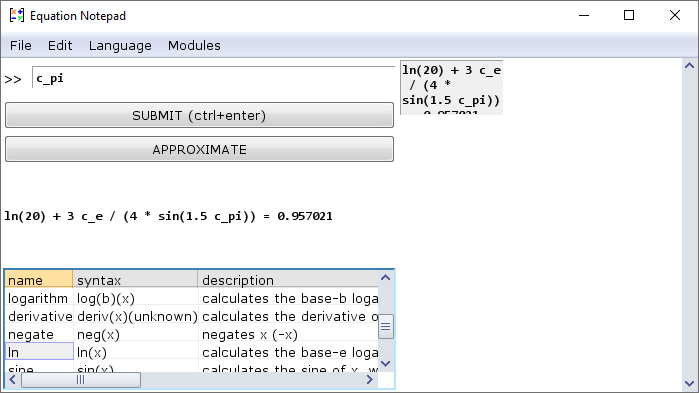 Equation Notepad
File Edit Language Modules
>> c_pi
SUBMIT (ctrl+enter)
APPROXIMATE
ln(20) + 3 c_e / (4 * sin(1.5 c_pi)) = 0.957021
name syntax description
logarithm log(b)(x) calculates the base-b loga
derivative deriv(x)(unknown) calculates the derivative o
negate neg(x) negates x (-x)
ln ln(x) calculates the base-e loga
sine sin(x) calculates the sine of x, w
ln(20) + 3 c_e
/ (4 *
sin(1.5 c_pi))
0.957021